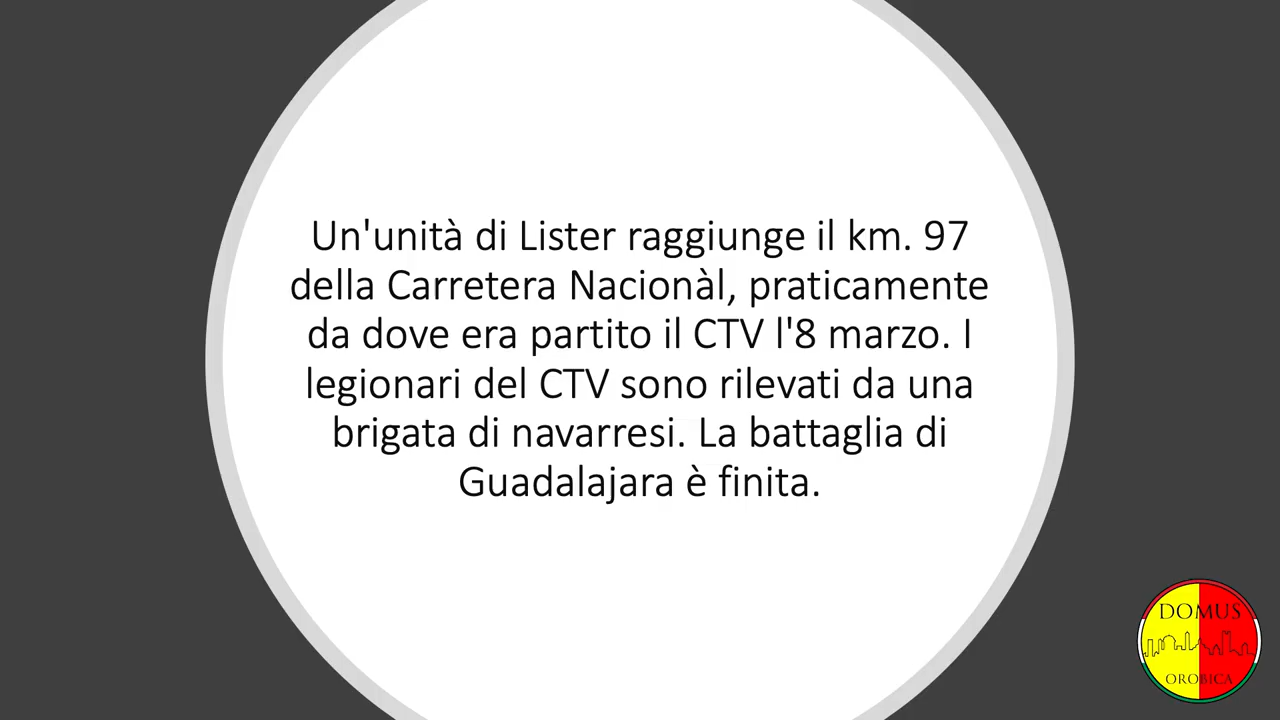 Un'unità di Lister raggiunge il km. 97
della Carretera Nacionàl, praticamente
da dove era partito il CTV l'8 marzo. I
legionari del CTV sono rilevati da una
brigata di navarresi. La battaglia di
Guadalajara è finita.
DOMUS
OROBICA